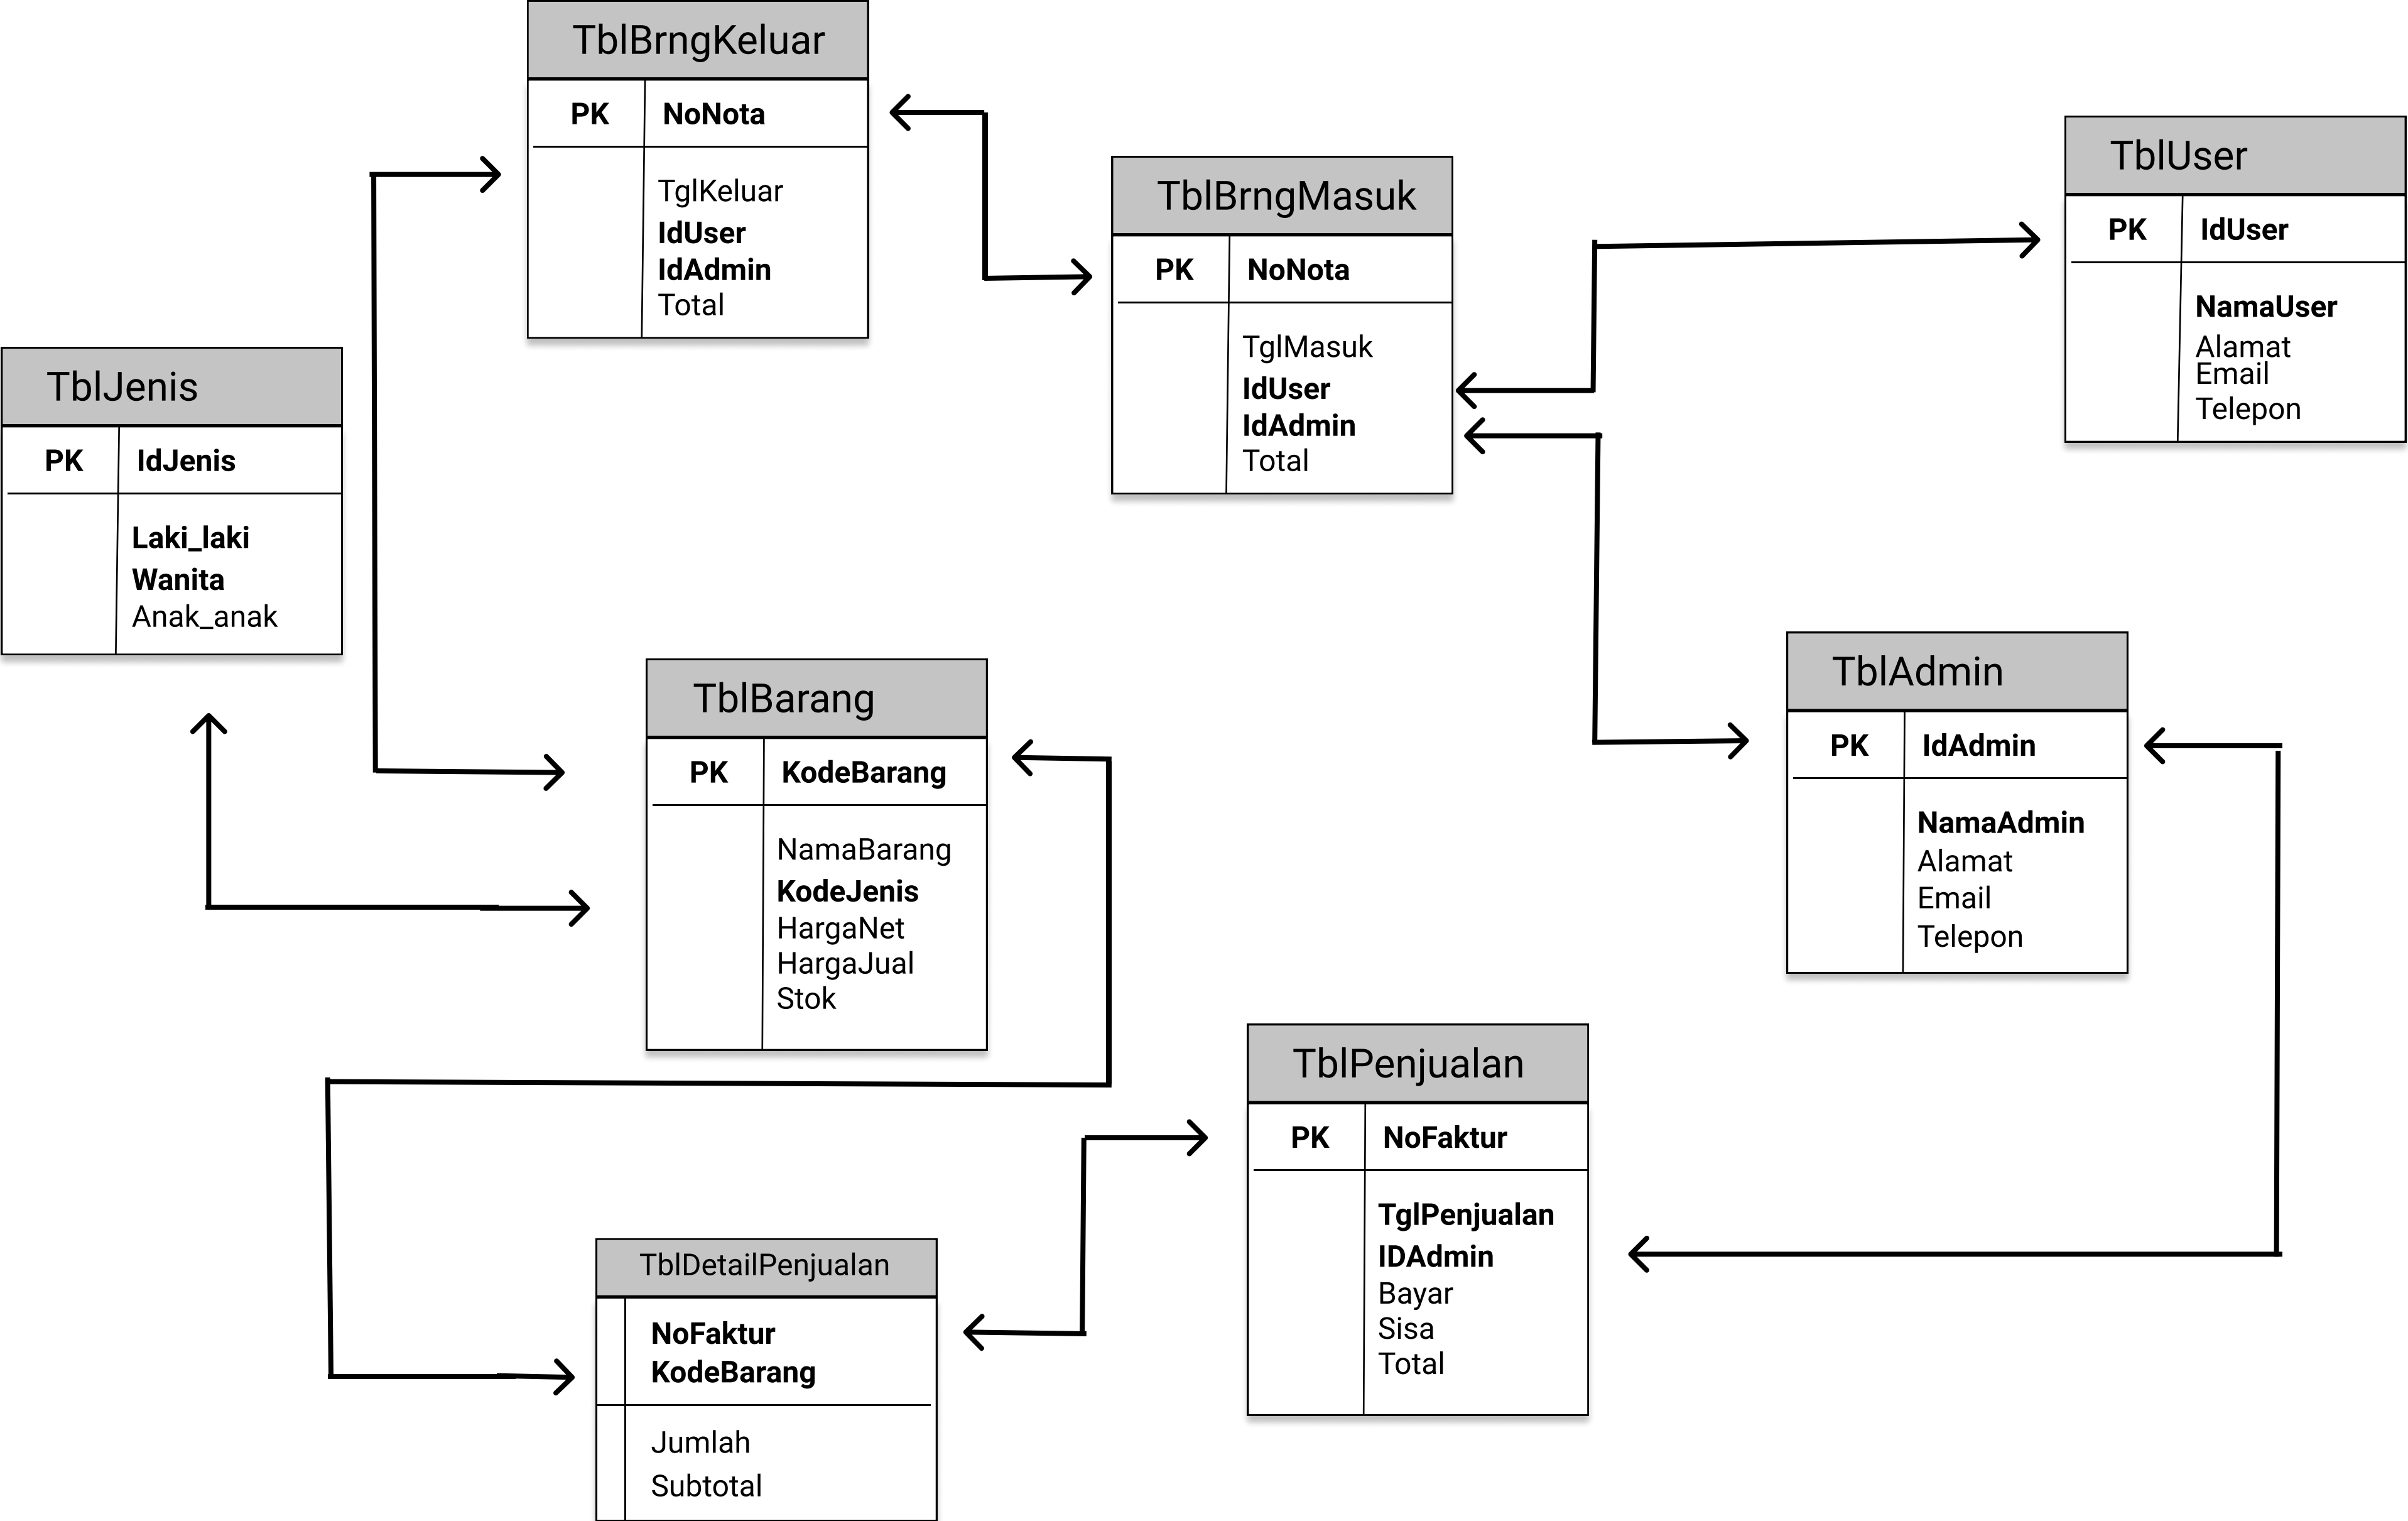 TblBrngKeluar
PK NoNota
TglKeluar
IdUser
IdAdmin
Total
TblBrngMasuk
PK NoNota
TglMasuk
IdUser
IdAdmin
Total
TblUser
PK IdUser
NamaUser
Alamat
Email
Telepon
TblJenis
PK IdJenis
Laki_laki
Wanita
Anak_anak
TblBarang
PK KodeBarang
NamaBarang
KodeJenis
HargaNet
HargaJual
Stok
TblAdmin
PK IdAdmin
NamaAdmin
Alamat
Email
Telepon
TblPenjualan
PK NoFaktur
TglPenjualan
IDAdmin
Bayar
Sisa
Total
TblDetailPenjualan
NoFaktur
KodeBarang
Jumlah
Subtotal